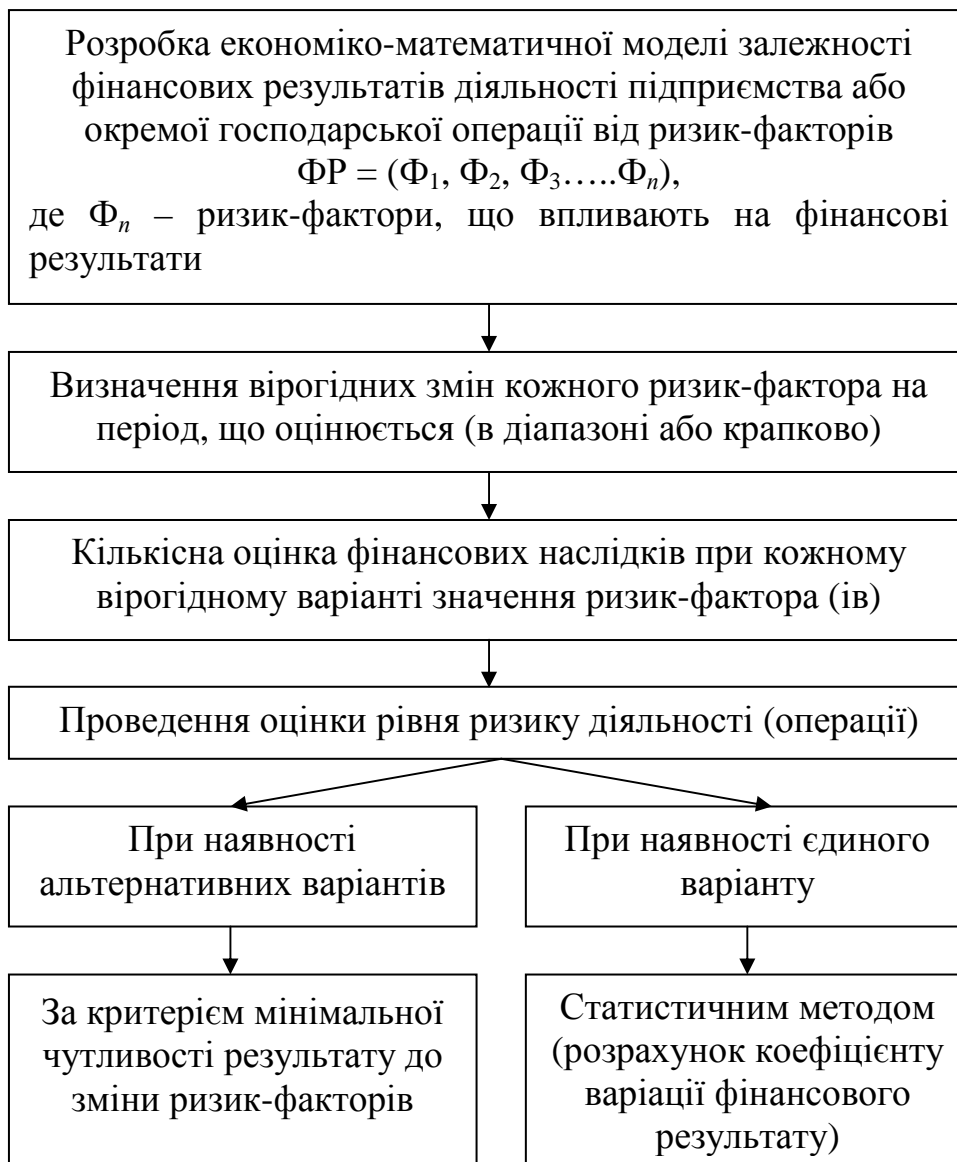 Розробка економіко-математичної моделі залежності
фінансових результатів діяльності підприємства або
окремої господарської операції від ризик-факторів
ФР = (Ф₁, Ф₂, Ф₃…..Фₙ),
де Фₙ – ризик-фактори, що впливають на фінансові
результати
Визначення вірогідних змін кожного ризик-фактора на
період, що оцінюється (в діапазоні або крапково)
Кількісна оцінка фінансових наслідків при кожному
вірогідному варіанті значення ризик-фактора (ів)
Проведення оцінки рівня ризику діяльності (операції)
При наявності
альтернативних варіантів
При наявності єдиного
варіанту
За критерієм мінімальної
чутливості результату до
зміни ризик-факторів
Статистичним методом
(розрахунок коефіцієнту
варіації фінансового
результату)